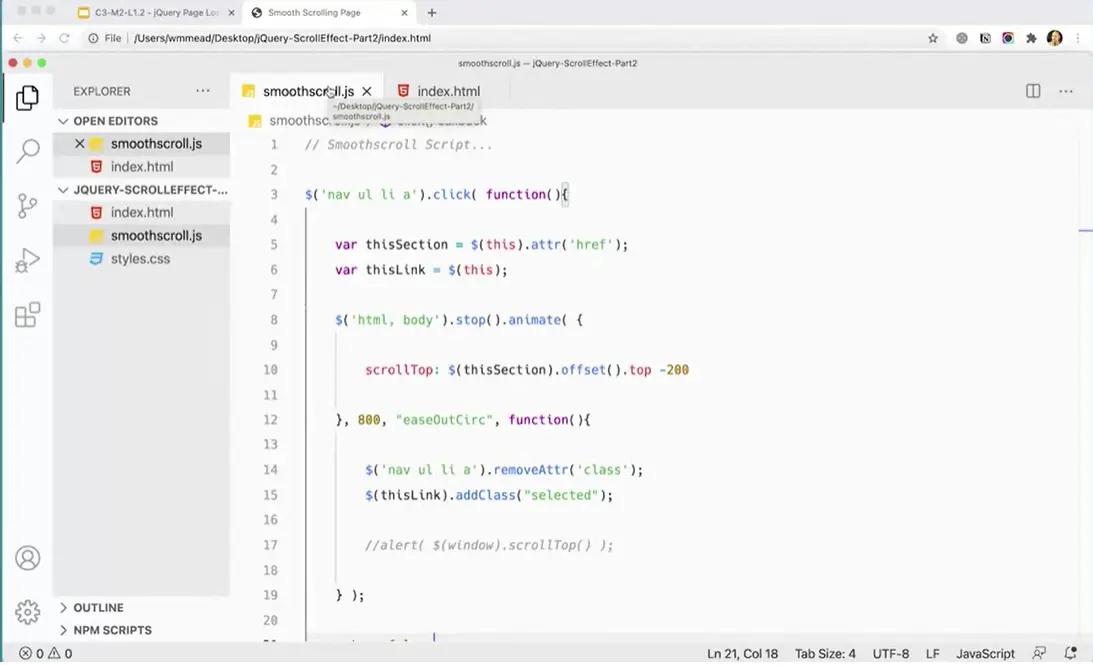 C3-M2-L1.2 - jQuery Page Lo
Smooth Scrolling Page
File /Users/wmmead/Desktop/jQuery-ScrollEffect-Part2/index.html
smoothscroll.js — jQuery-ScrollEffect-Part2
EXPLORER
smoothscroll.js
index.html
~/Desktop/jQuery-ScrollEffect-Part2/
smoothscroll.js
OPEN EDITORS
smoothscroll.js
index.html
JQUERY-SCROLLEFFECT-...
index.html
smoothscroll.js
styles.css
OUTLINE
NPM SCRIPTS
1 // Smoothscroll Script...
2
3 $('nav ul li a').click( function(){
4
5 var thisSection = $(this).attr('href');
6 var thisLink = $(this);
7
8 $('html, body').stop().animate( {
9
10 scrollTop: $(thisSection).offset().top -200
11
12 }, 800, "easeOutCirc", function(){
13
14 $('nav ul li a').removeAttr('class');
15 $(thisLink).addClass("selected");
16
17 //alert( $(window).scrollTop() );
18
19 } );
20
0 0
Ln 21, Col 18 Tab Size: 4 UTF-8 LF JavaScript